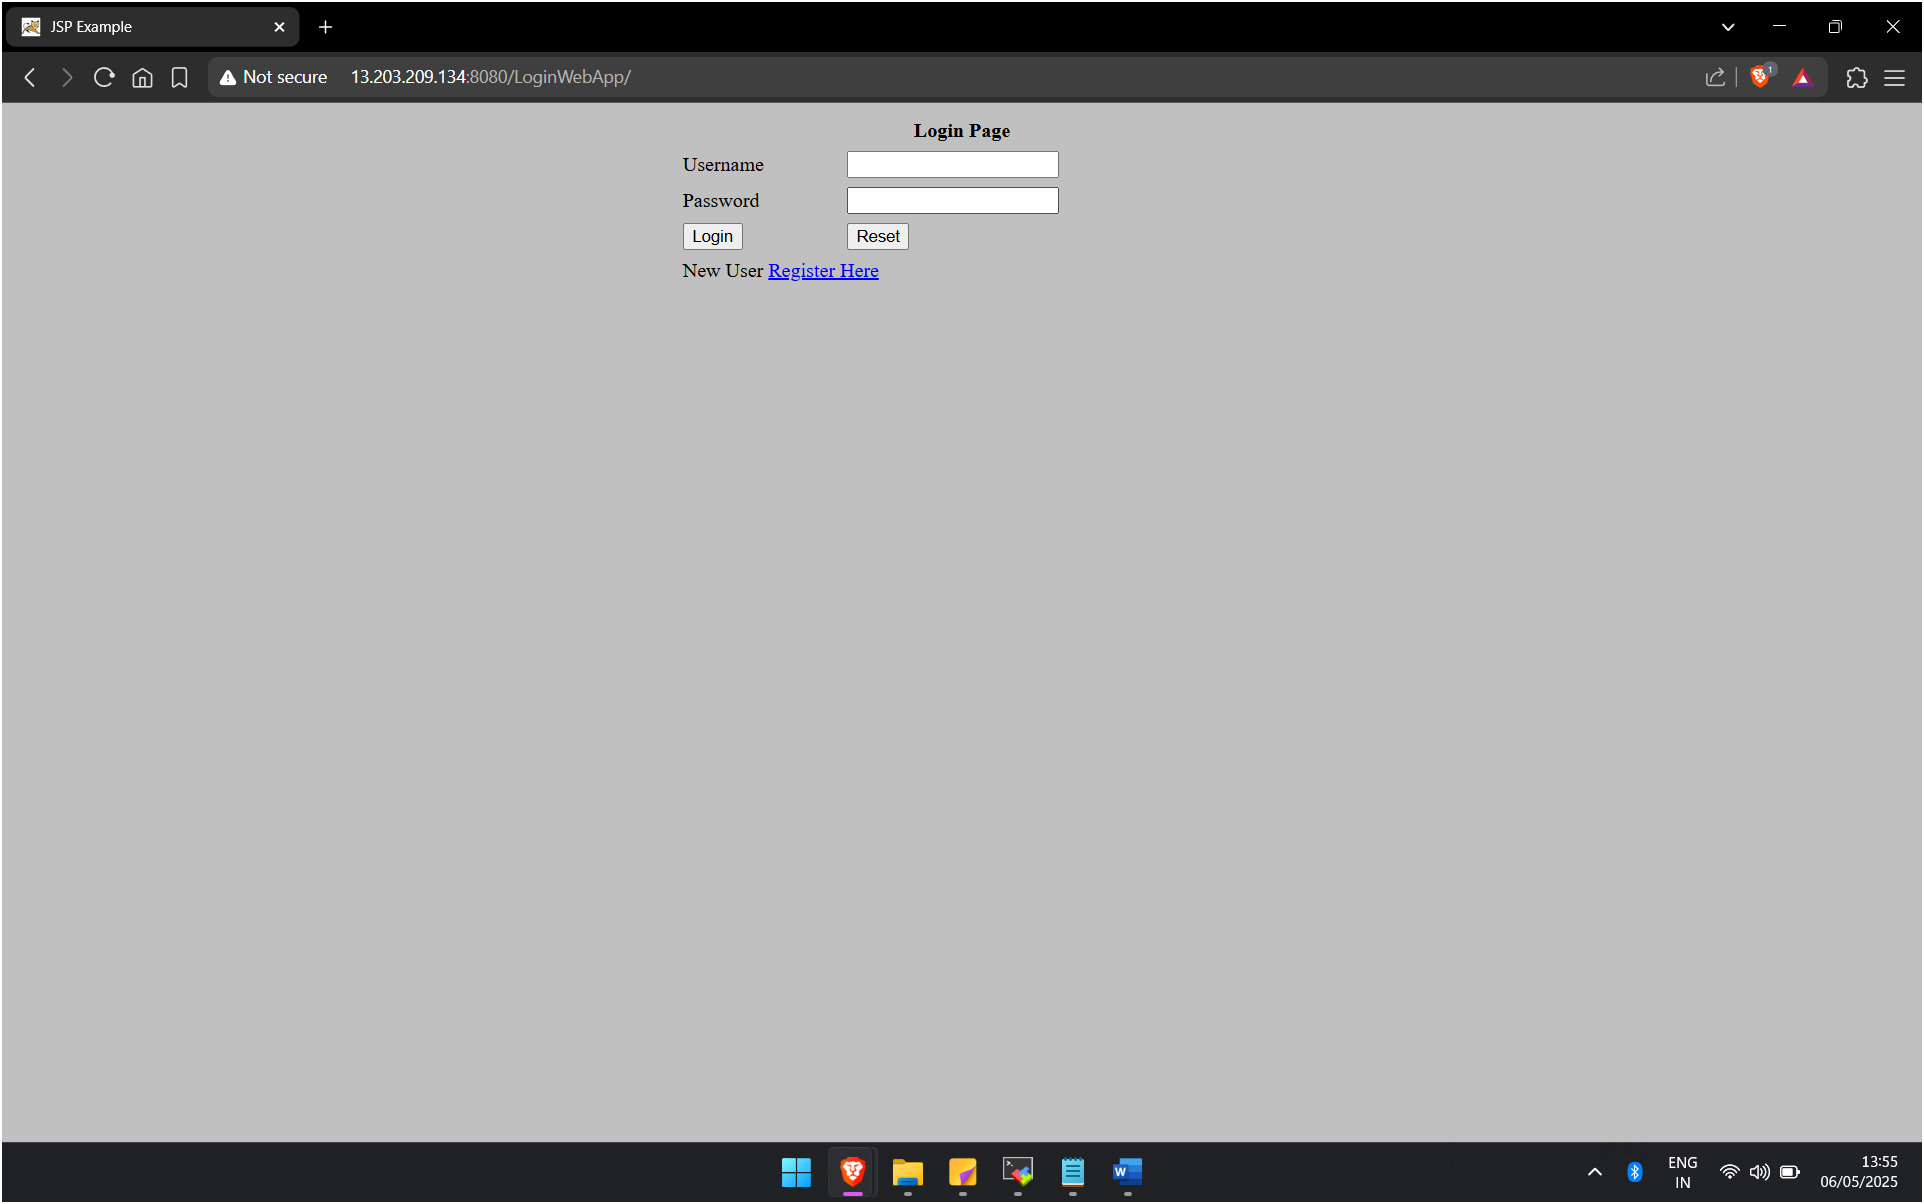 JSP Example
Not secure 13.203.209.134:8080/LoginWebApp/
1
Login Page
Username
Password
Login Reset
New User Register Here
W
ENG
IN
13:55
06/05/2025